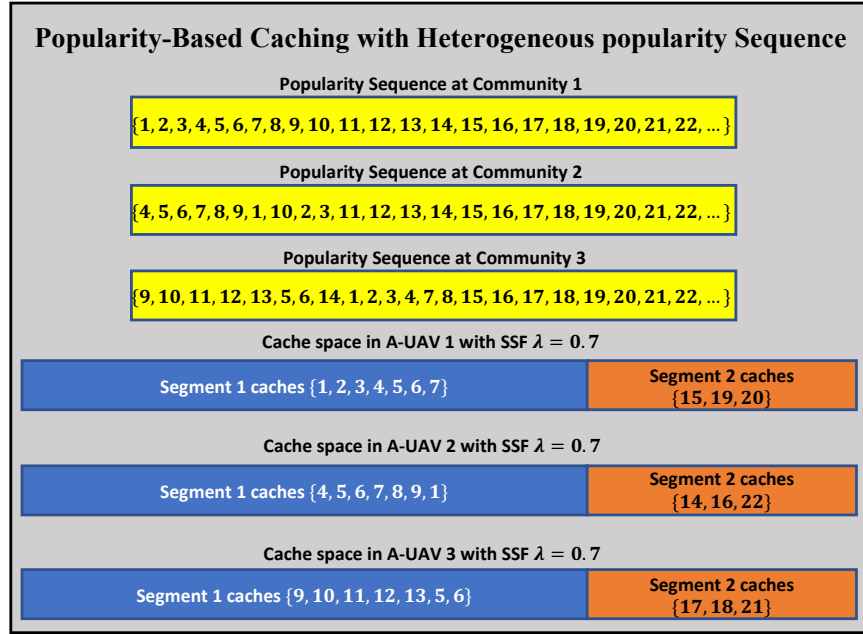 Popularity-Based Caching with Heterogeneous popularity Sequence
Popularity Sequence at Community 1
{1, 2, 3, 4, 5, 6, 7, 8, 9, 10, 11, 12, 13, 14, 15, 16, 17, 18, 19, 20, 21, 22, … }
Popularity Sequence at Community 2
{4, 5, 6, 7, 8, 9, 1, 10, 2, 3, 11, 12, 13, 14, 15, 16, 17, 18, 19, 20, 21, 22, … }
Popularity Sequence at Community 3
{9, 10, 11, 12, 13, 5, 6, 14, 1, 2, 3, 4, 7, 8, 15, 16, 17, 18, 19, 20, 21, 22, … }
Cache space in A-UAV 1 with SSF λ = 0.7
Segment 1 caches {1, 2, 3, 4, 5, 6, 7}
Segment 2 caches
{15, 19, 20}
Cache space in A-UAV 2 with SSF λ = 0.7
Segment 1 caches {4, 5, 6, 7, 8, 9, 1}
Segment 2 caches
{14, 16, 22}
Cache space in A-UAV 3 with SSF λ = 0.7
Segment 1 caches {9, 10, 11, 12, 13, 5, 6}
Segment 2 caches
{17, 18, 21}